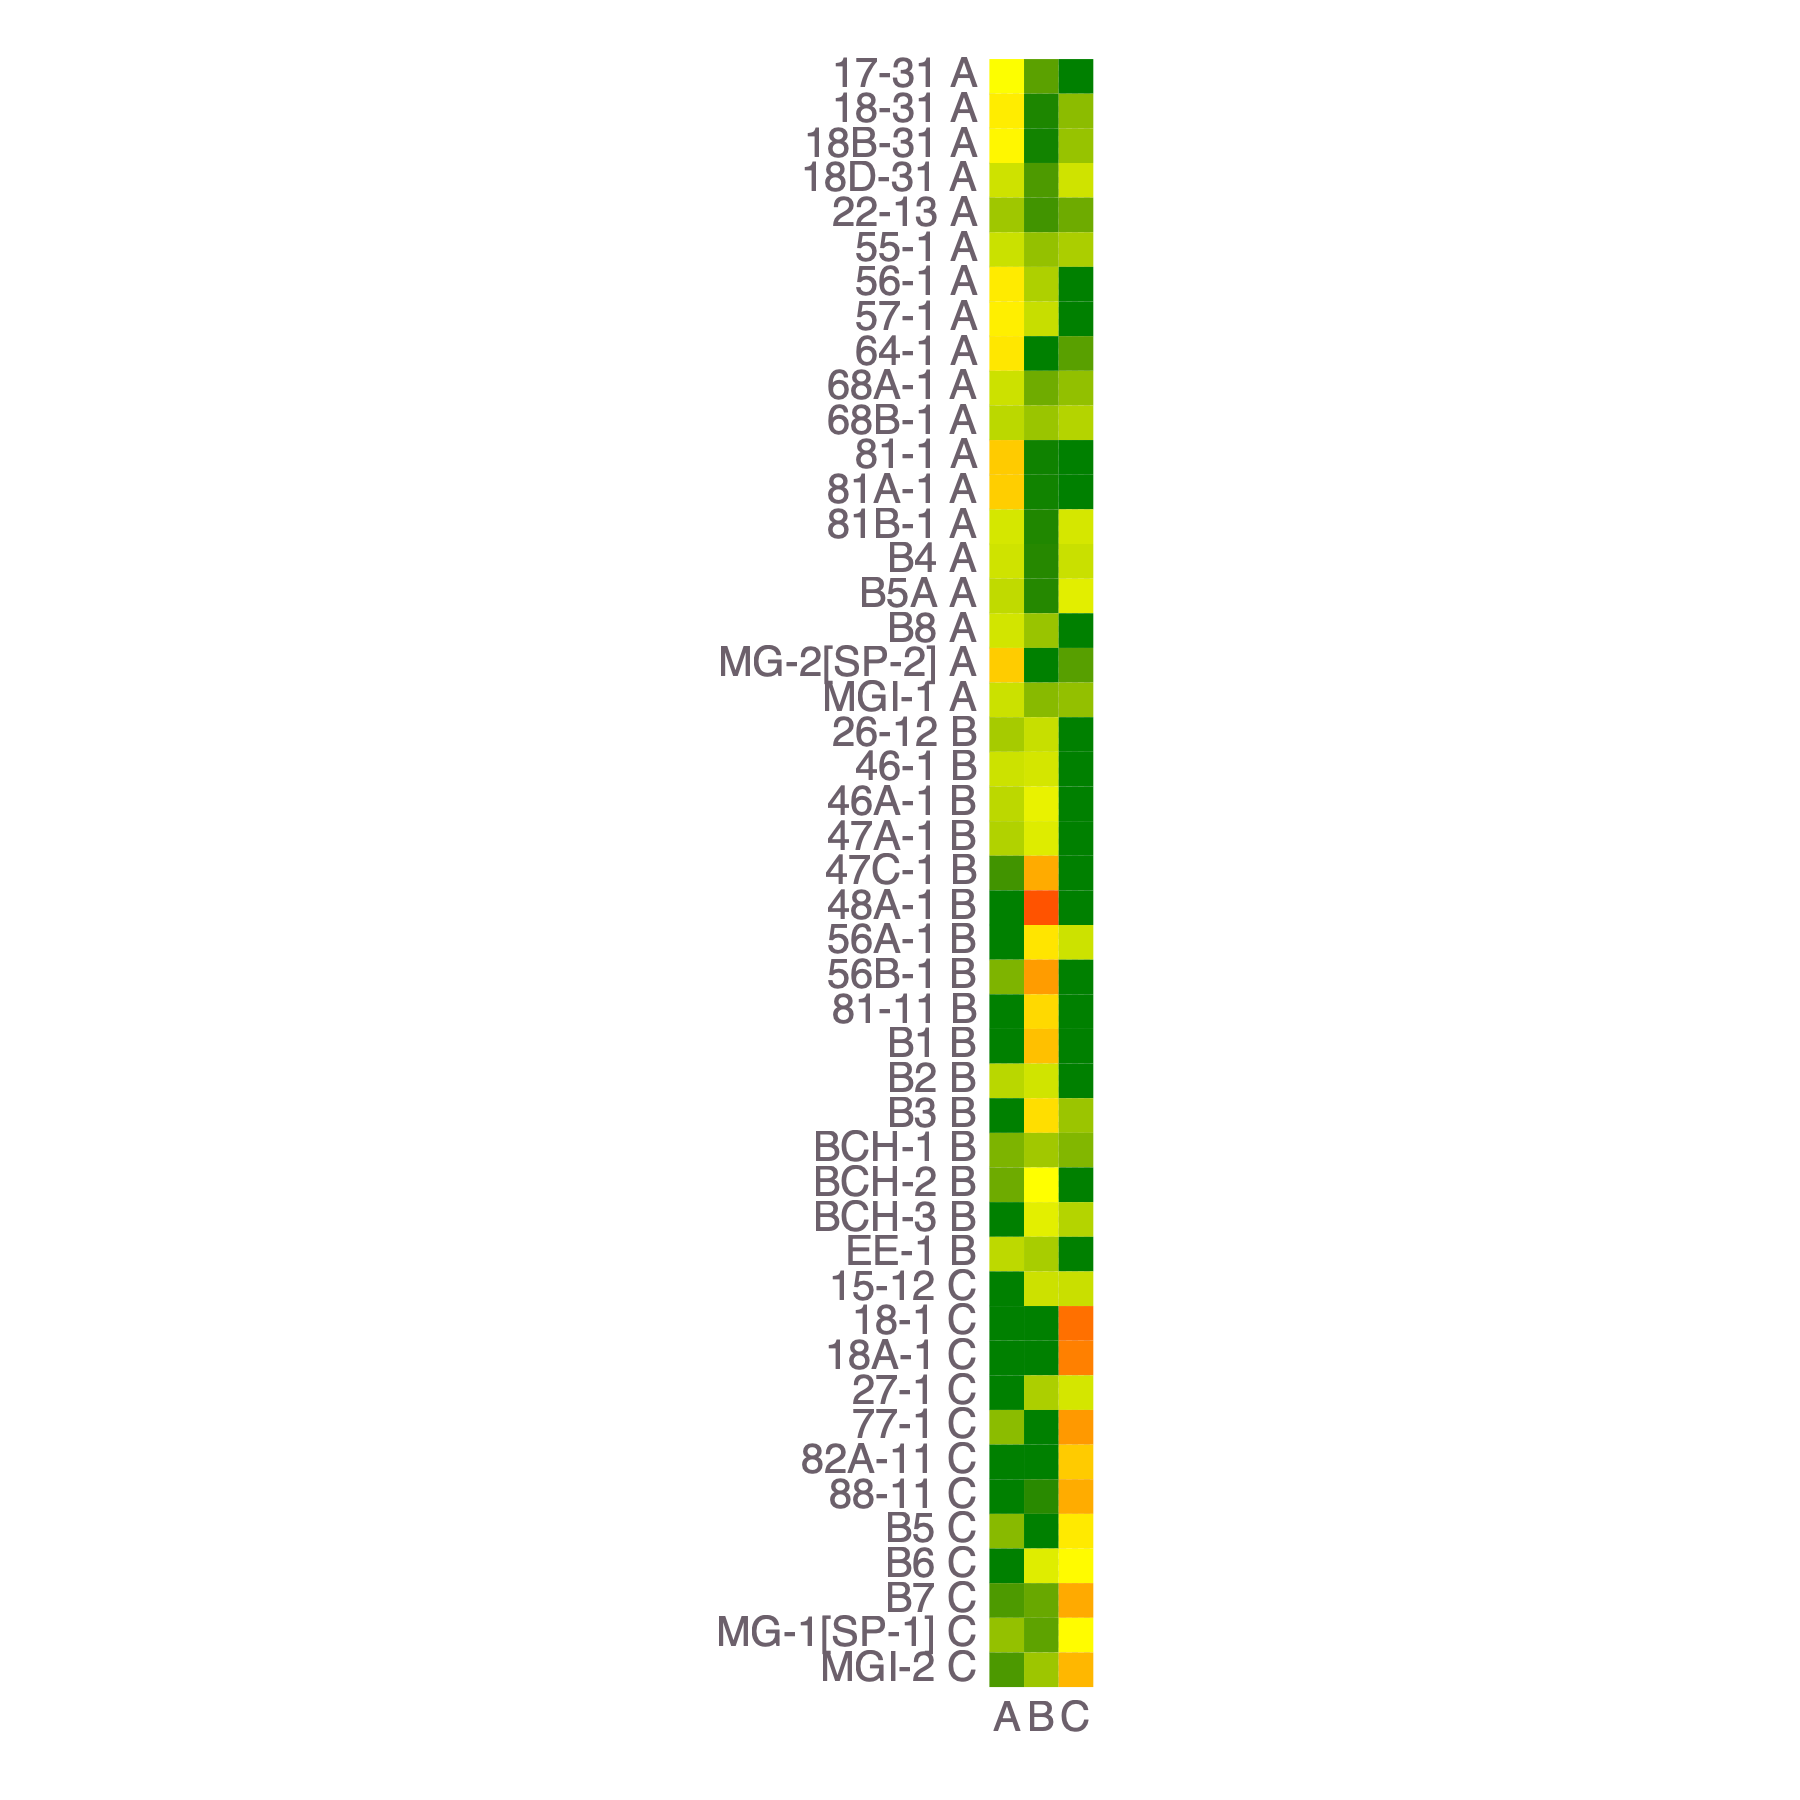 17-31 A
18-31 A
18B-31 A
18D-31 A
22-13 A
55-1 A
56-1 A
57-1 A
64-1 A
68A-1 A
68B-1 A
81-1 A
81A-1 A
81B-1 A
B4 A
B5A A
B8 A
MG-2[SP-2] A
MGI-1 A
26-12 B
46-1 B
46A-1 B
47A-1 B
47C-1 B
48A-1 B
56A-1 B
56B-1 B
81-11 B
B1 B
B2 B
B3 B
BCH-1 B
BCH-2 B
BCH-3 B
EE-1 B
15-12 C
18-1 C
18A-1 C
27-1 C
77-1 C
82A-11 C
88-11 C
B5 C
B6 C
B7 C
MG-1[SP-1] C
MGI-2 C
A B C